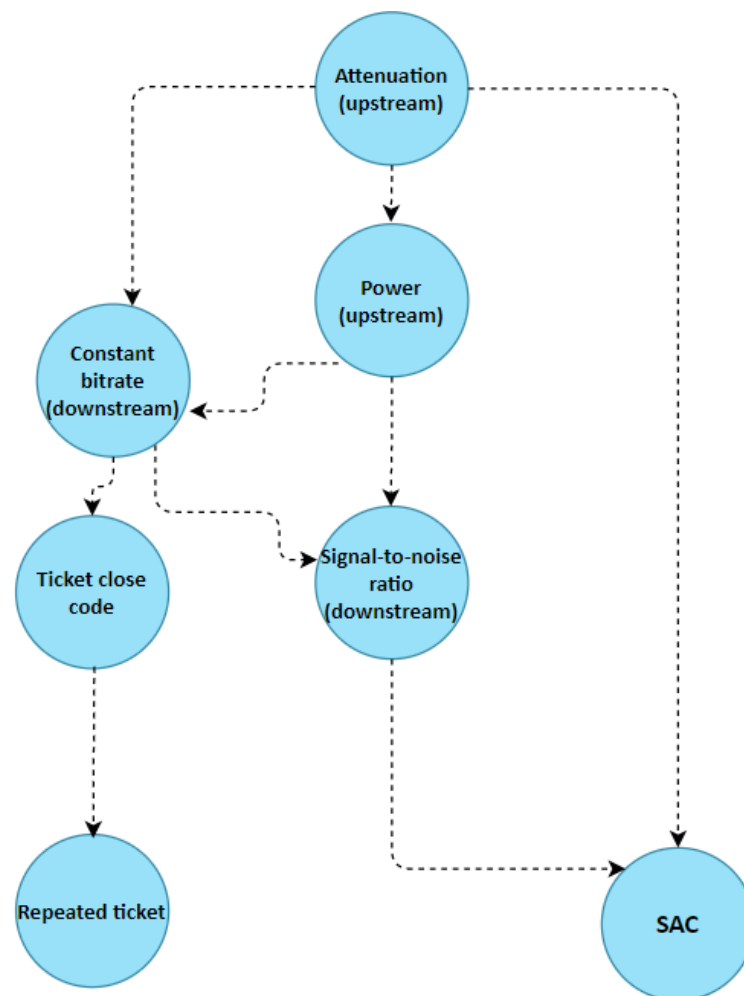 Attenuation
(upstream)
Power
(upstream)
Constant
bitrate
(downstream)
Signal-to-noise
ratio
(downstream)
Ticket close
code
Repeated ticket
SAC